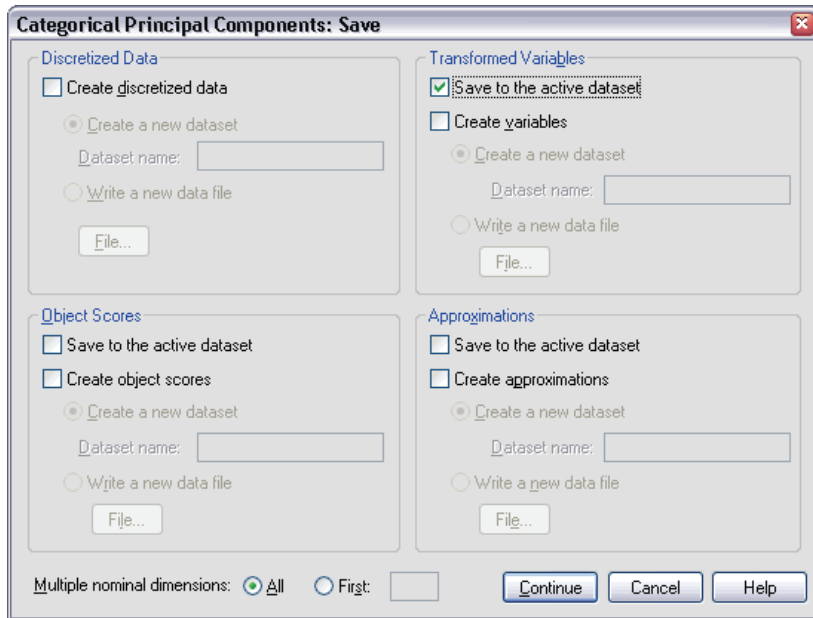 Categorical Principal Components: Save
Discretized Data
Create discretized data
Create a new dataset
Dataset name:
Write a new data file
File...
Transformed Variables
Save to the active dataset
Create variables
Create a new dataset
Dataset name:
Write a new data file
File...
Object Scores
Save to the active dataset
Create object scores
Create a new dataset
Dataset name:
Write a new data file
File...
Approximations
Save to the active dataset
Create approximations
Create a new dataset
Dataset name:
Write a new data file
File...
Multiple nominal dimensions: All First: Continue Cancel Help